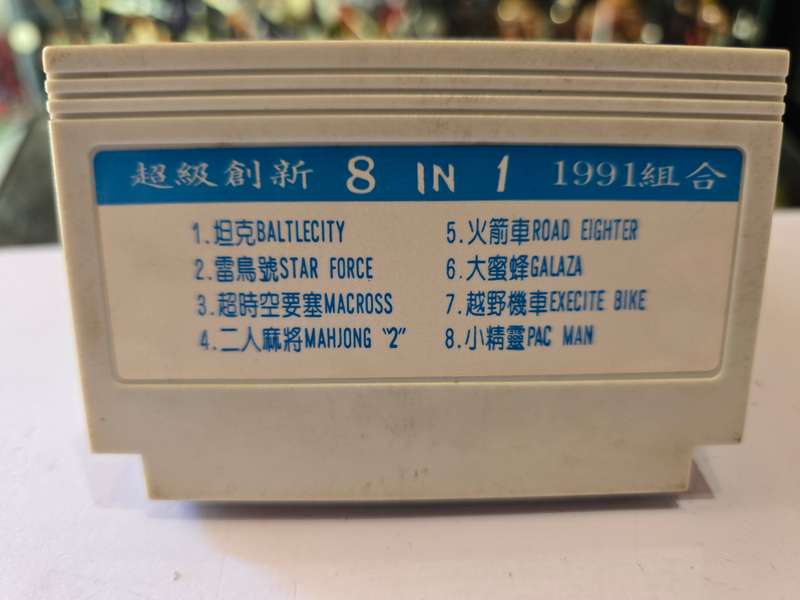 超級創新 8 IN 1 1991組合
1.坦克BALTLECITY
2.雷鳥號STAR FORCE
3.超時空要塞MACROSS
4.二人麻將MAHJONG "2"
5.火箭車ROAD EIGHTER
6.大蜜蜂GALAZA
7.越野機車EXECITE BIKE
8.小精靈PAC MAN